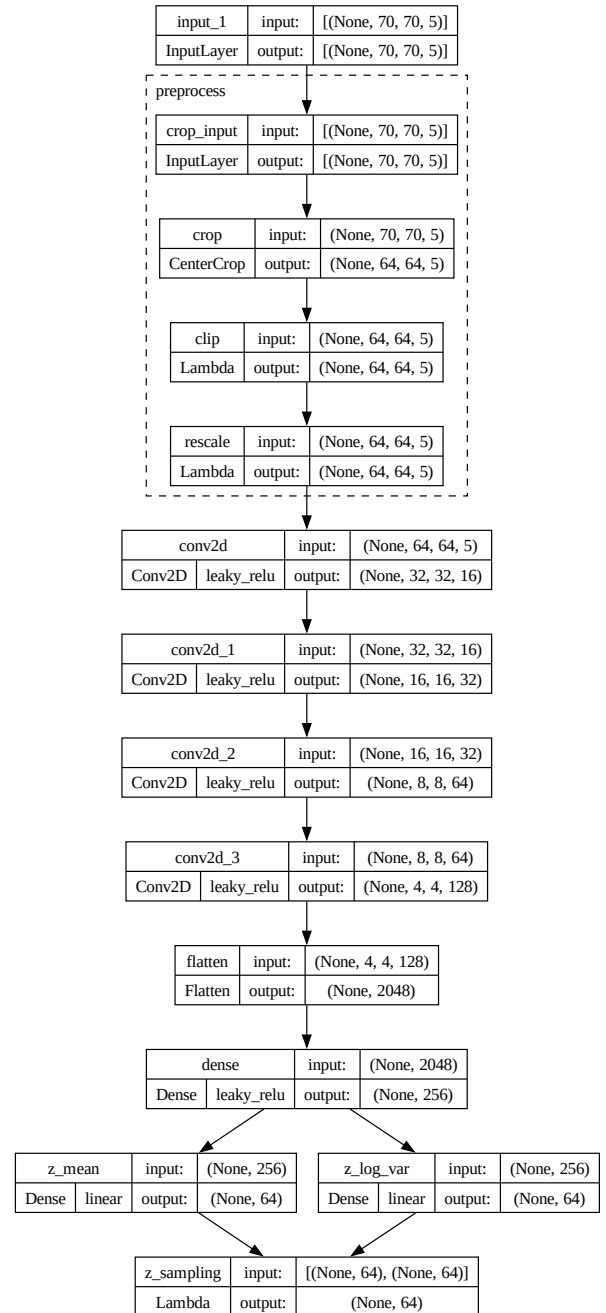 input_1 input: [(None, 70, 70, 5)]
InputLayer output: [(None, 70, 70, 5)]
preprocess
crop_input input: [(None, 70, 70, 5)]
InputLayer output: [(None, 70, 70, 5)]
crop input: (None, 70, 70, 5)
CenterCrop output: (None, 64, 64, 5)
clip input: (None, 64, 64, 5)
Lambda output: (None, 64, 64, 5)
rescale input: (None, 64, 64, 5)
Lambda output: (None, 64, 64, 5)
conv2d input: (None, 64, 64, 5)
Conv2D leaky_relu output: (None, 32, 32, 16)
conv2d_1 input: (None, 32, 32, 16)
Conv2D leaky_relu output: (None, 16, 16, 32)
conv2d_2 input: (None, 16, 16, 32)
Conv2D leaky_relu output: (None, 8, 8, 64)
conv2d_3 input: (None, 8, 8, 64)
Conv2D leaky_relu output: (None, 4, 4, 128)
flatten input: (None, 4, 4, 128)
Flatten output: (None, 2048)
dense input: (None, 2048)
Dense leaky_relu output: (None, 256)
z_mean input: (None, 256)
Dense linear output: (None, 64)
z_log_var input: (None, 256)
Dense linear output: (None, 64)
z_sampling input: [(None, 64), (None, 64)]
Lambda output: (None, 64)